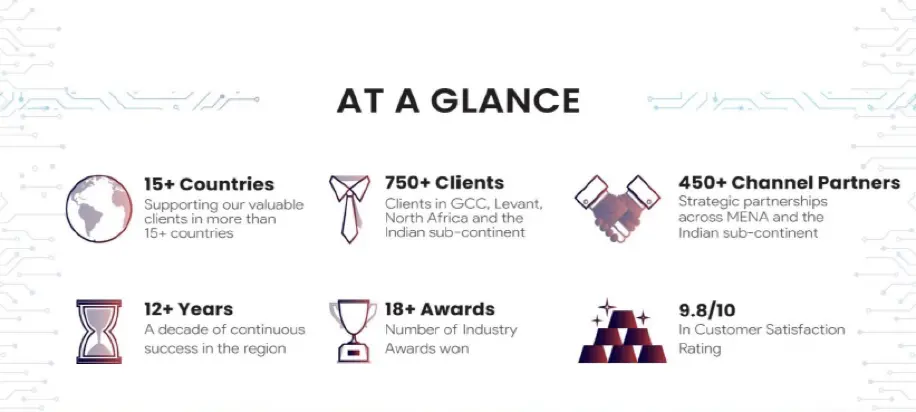 AT A GLANCE
15+ Countries
Supporting our valuable
clients in more than
15+ countries
750+ Clients
Clients in GCC, Levant,
North Africa and the
Indian sub-continent
450+ Channel Partners
Strategic partnerships
across MENA and the
Indian sub-continent
12+ Years
A decade of continuous
success in the region
18+ Awards
Number of Industry
Awards won
9.8/10
In Customer Satisfaction
Rating